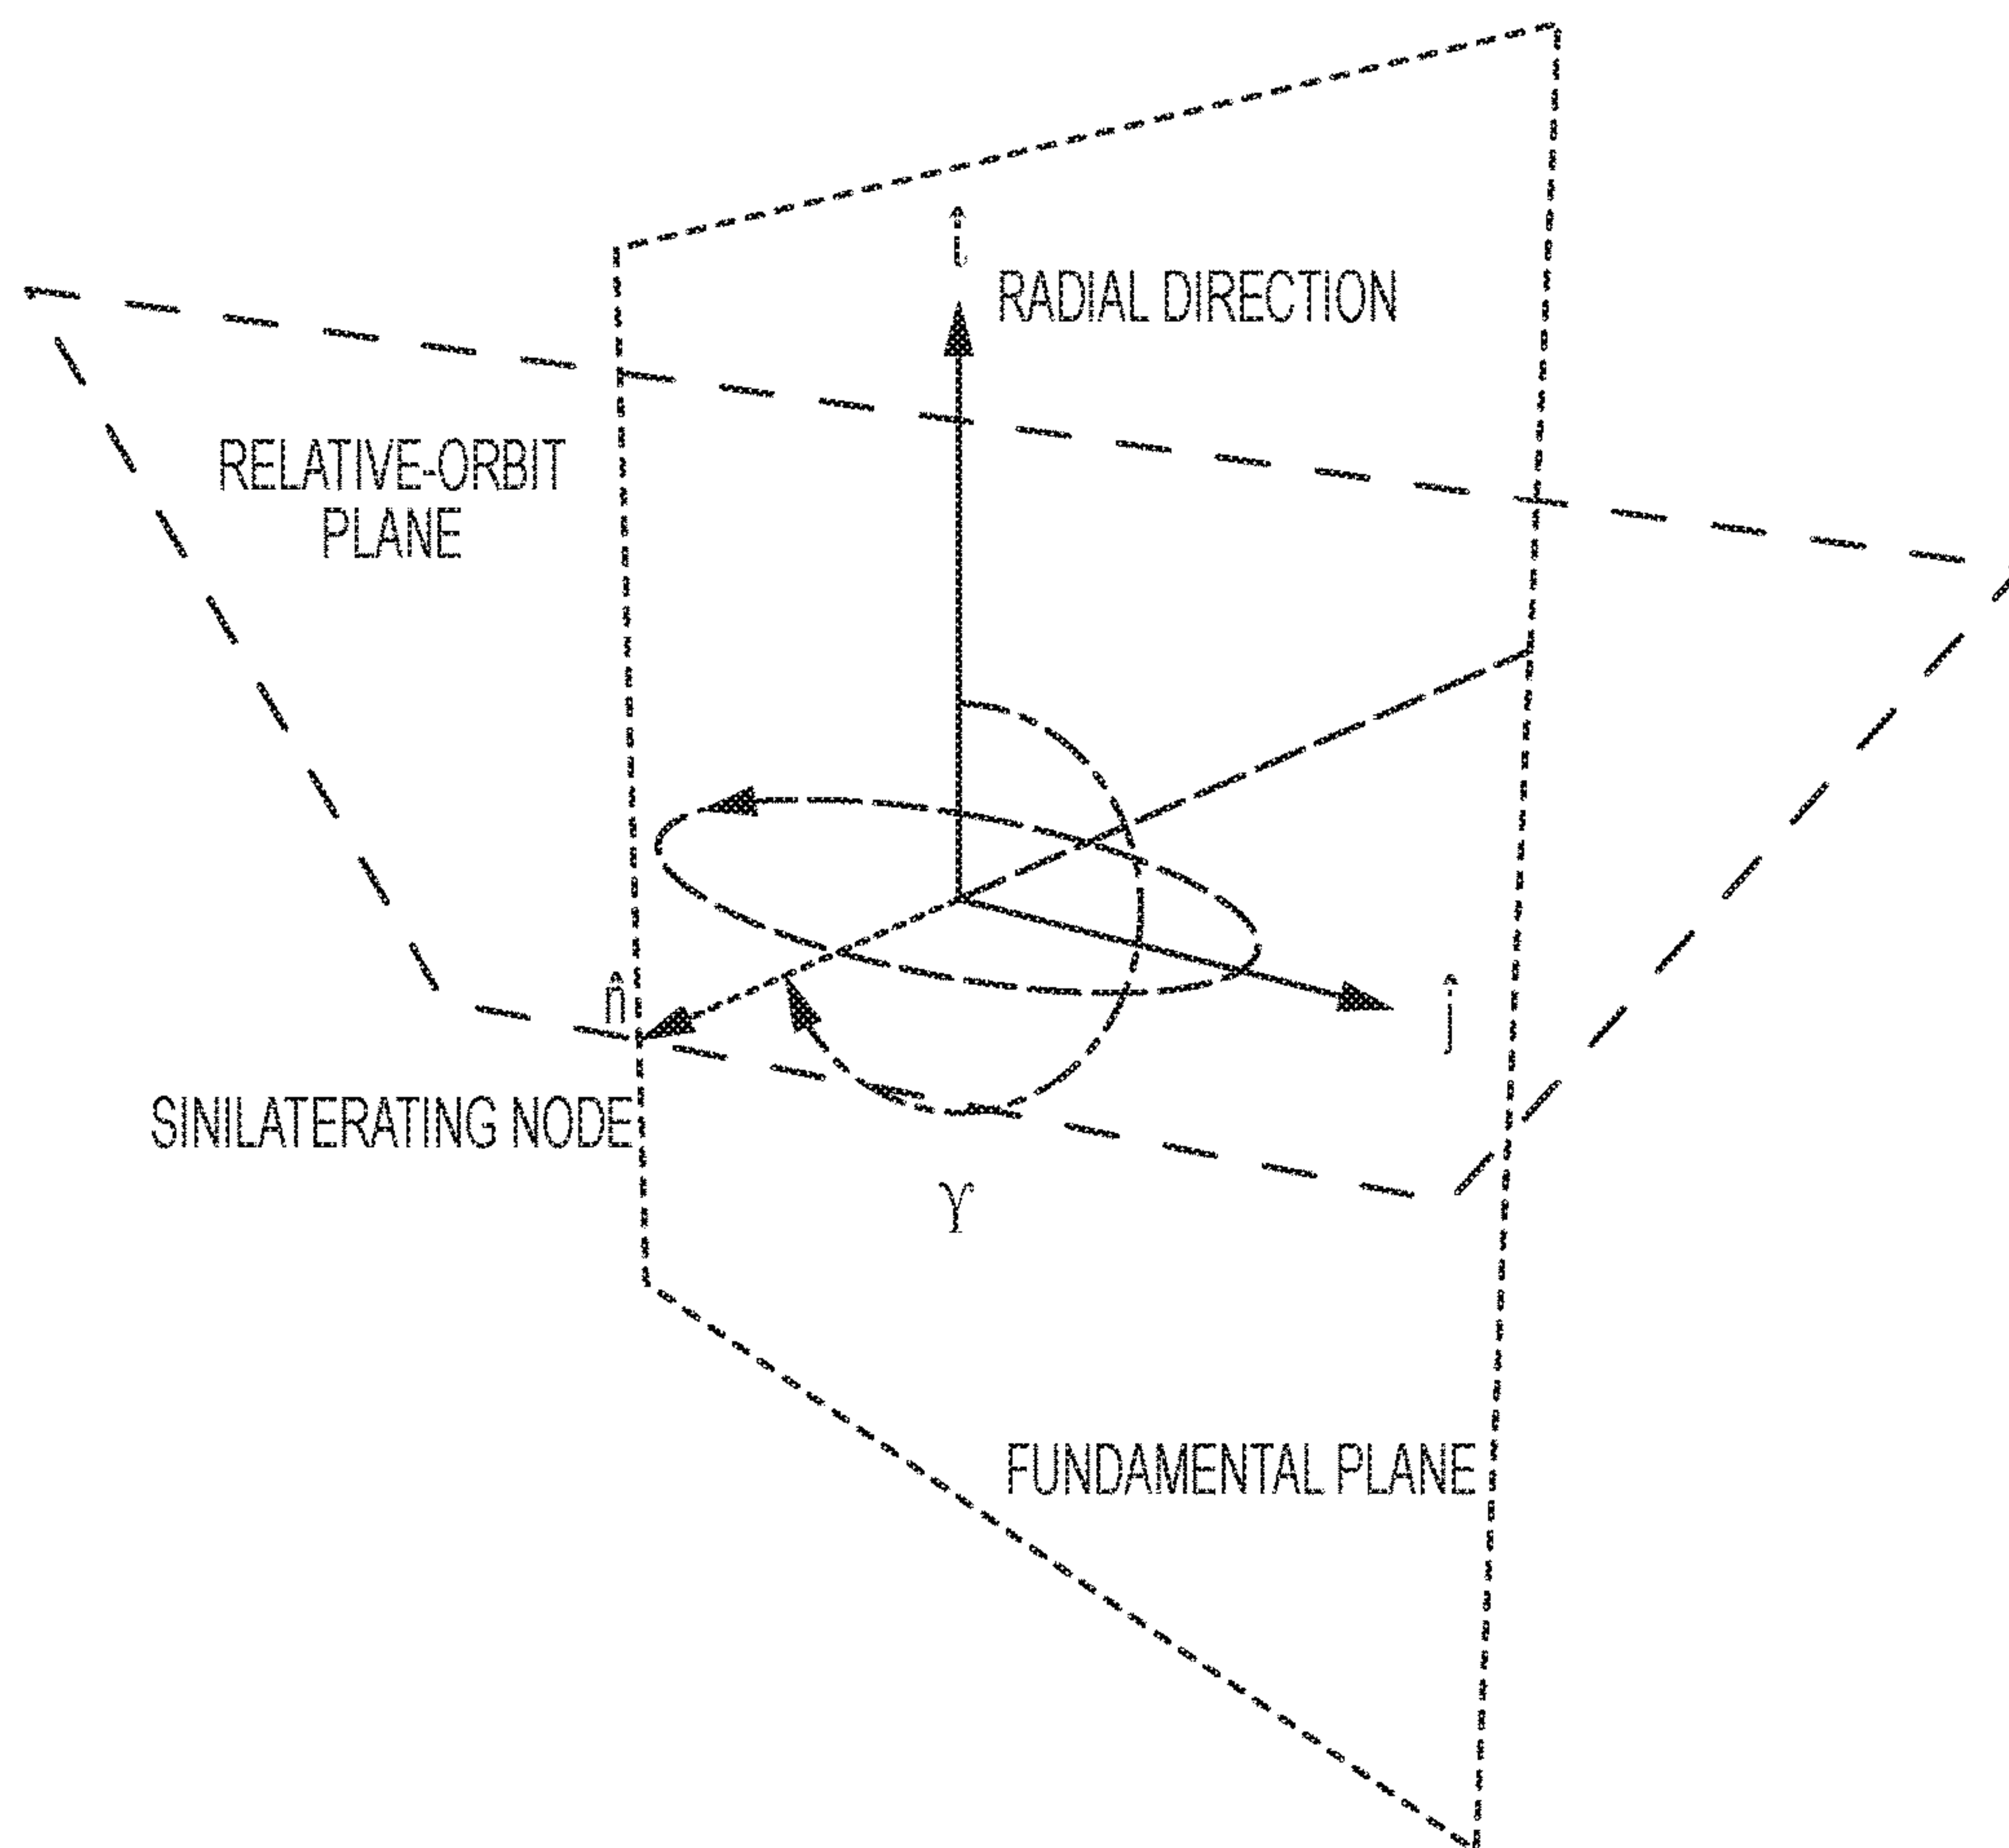 î
RADIAL DIRECTION
RELATIVE-ORBIT
PLANE
n̂
ĵ
SINILATERATING NODE
ϒ
FUNDAMENTAL PLANE